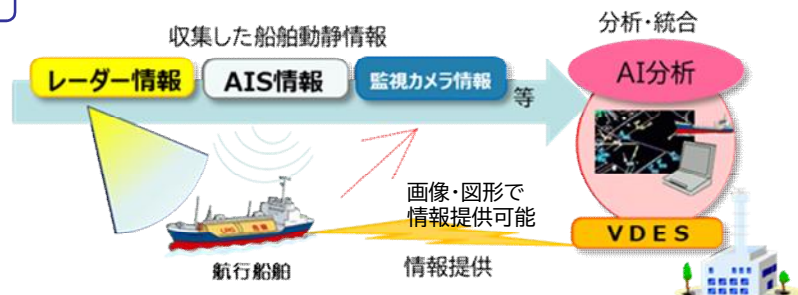 収集した船舶動静情報
分析・統合
レーダー情報
AIS情報
監視カメラ情報
等
AI分析
画像・図形で
情報提供可能
VDES
航行船舶
情報提供